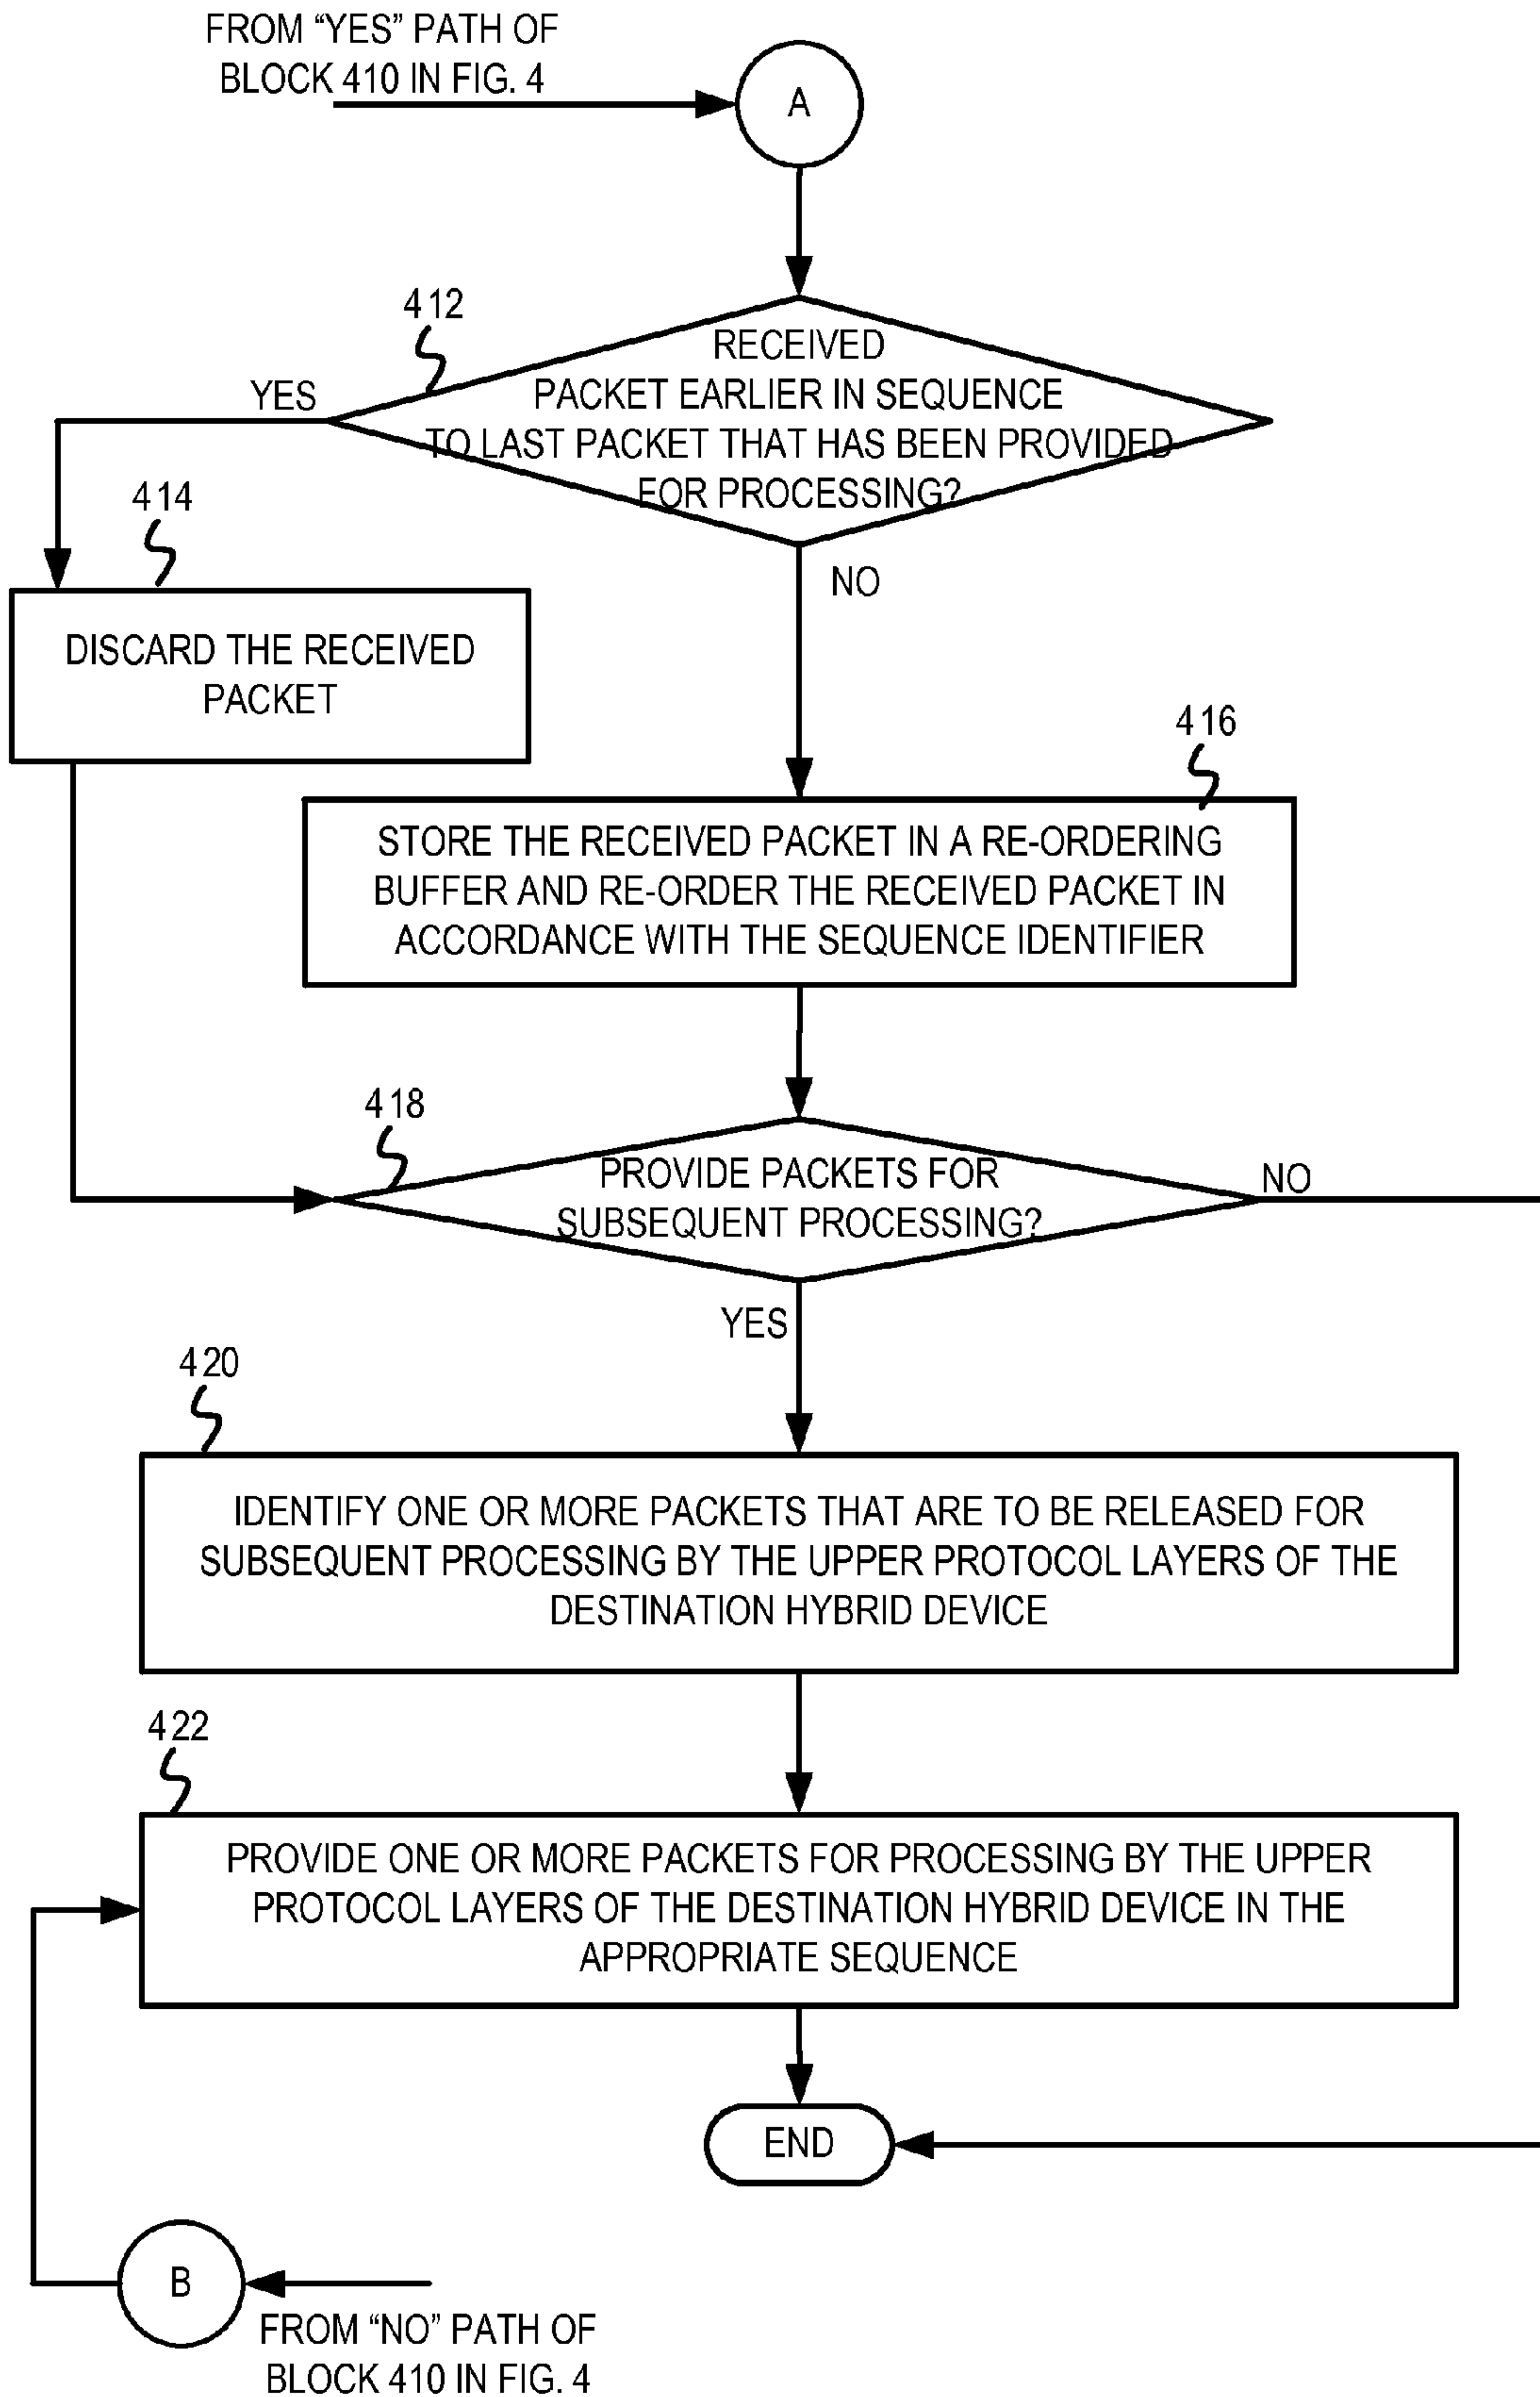 FROM “YES” PATH OF
BLOCK 410 IN FIG. 4
A
412
RECEIVED
PACKET EARLIER IN SEQUENCE
TO LAST PACKET THAT HAS BEEN PROVIDED
FOR PROCESSING?
YES
NO
414
DISCARD THE RECEIVED
PACKET
416
STORE THE RECEIVED PACKET IN A RE-ORDERING
BUFFER AND RE-ORDER THE RECEIVED PACKET IN
ACCORDANCE WITH THE SEQUENCE IDENTIFIER
418
PROVIDE PACKETS FOR
SUBSEQUENT PROCESSING?
NO
YES
420
IDENTIFY ONE OR MORE PACKETS THAT ARE TO BE RELEASED FOR
SUBSEQUENT PROCESSING BY THE UPPER PROTOCOL LAYERS OF THE
DESTINATION HYBRID DEVICE
422
PROVIDE ONE OR MORE PACKETS FOR PROCESSING BY THE UPPER
PROTOCOL LAYERS OF THE DESTINATION HYBRID DEVICE IN THE
APPROPRIATE SEQUENCE
END
B
FROM “NO” PATH OF
BLOCK 410 IN FIG. 4